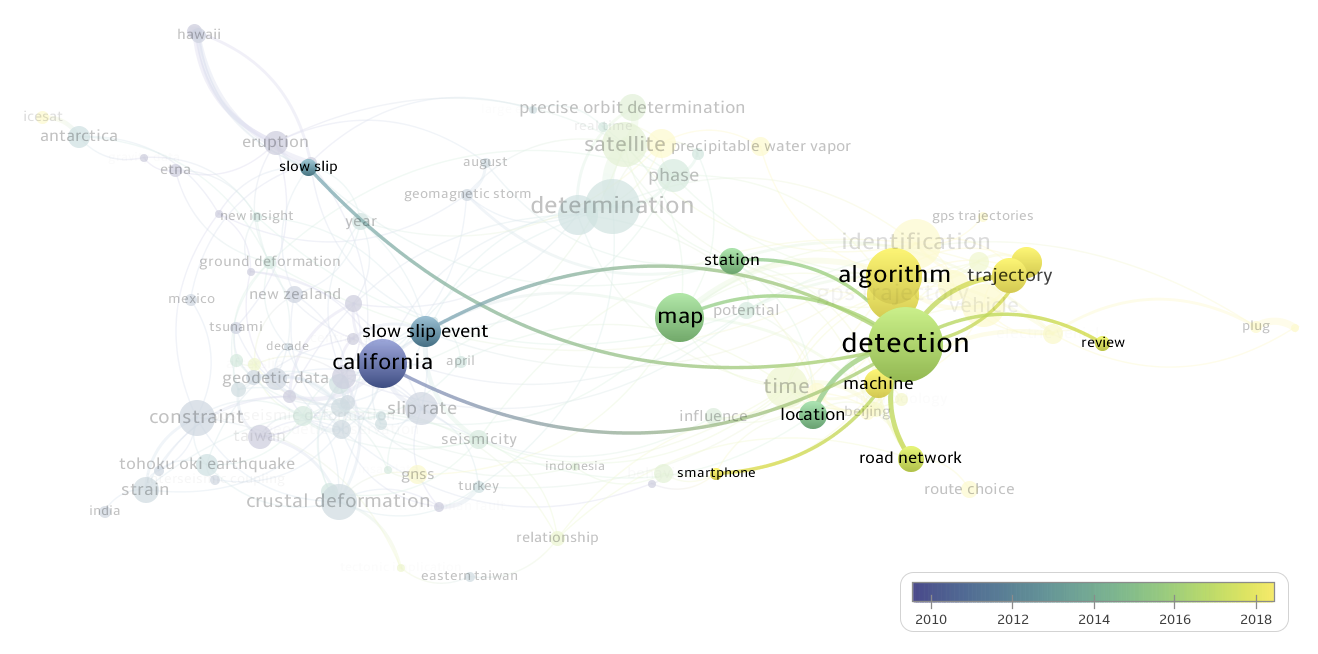 hawaii
precise orbit determination
icesat
real time
antarctica
eruption
satellite
precipitable water vapor
slow slip
august
etna
phase
geomagnetic storm
determination
new insight
year
gps trajectories
identification
ground deformation
station
algorithm
trajectory
new zealand
gps trajectory
mexico
vehicle
potential
map
tsunami
slow slip event
plug
decade
detection
review
california
april
geodetic data
machine
time
slip rate
beijing
constraint
influence
location
taiwan
seismicity
road network
tohoku oki earthquake
indonesia
gnss
smartphone
turkey
strain
route choice
crustal deformation
india
relationship
eastern taiwan
2010
2012
2014
2016
2018